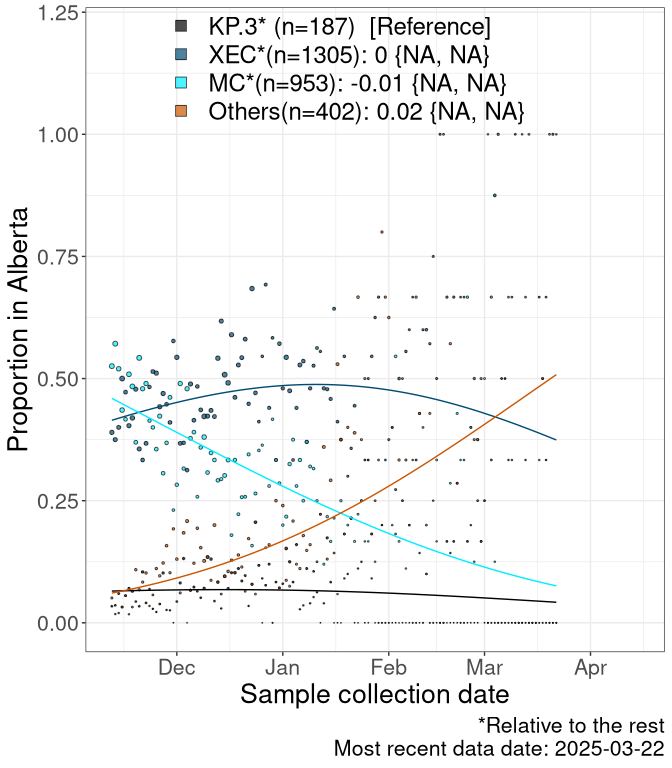 KP.3* (n=187)  [Reference]
XEC*(n=1305): 0 {NA, NA}
MC*(n=953): -0.01 {NA, NA}
Others(n=402): 0.02 {NA, NA}
1.25
1.00
0.75
0.50
0.25
0.00
Proportion in Alberta
Dec Jan Feb Mar Apr
Sample collection date
*Relative to the rest
Most recent data date: 2025-03-22